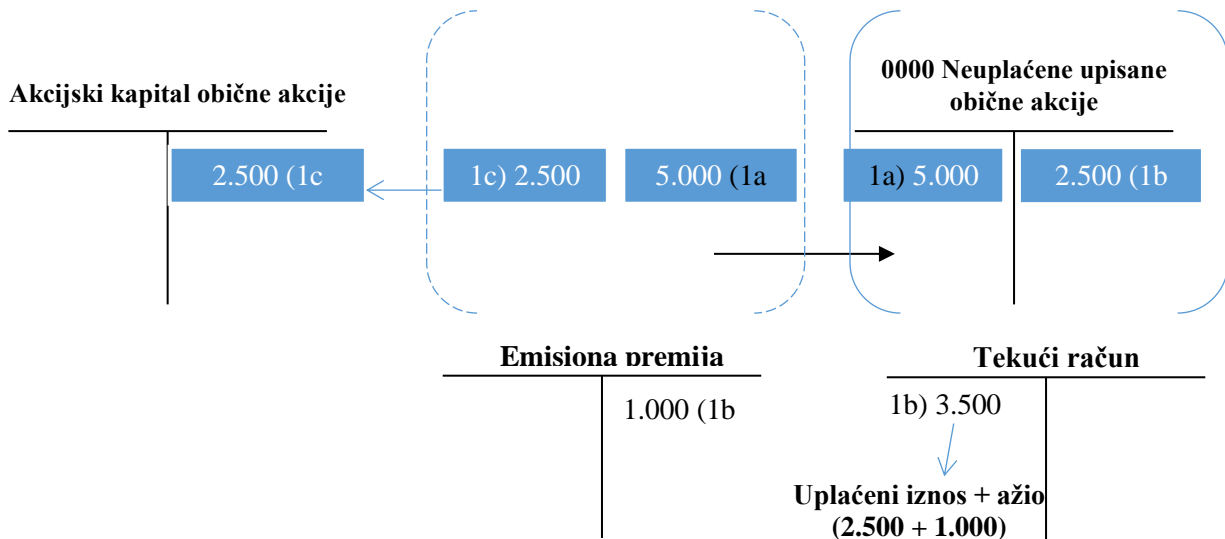 Akcijski kapital obične akcije
0000 Neuplaćene upisane
obične akcije
2.500 (1c
1c) 2.500
5.000 (1a
1a) 5.000
2.500 (1b
Emisiona premija
Tekući račun
1.000 (1b
1b) 3.500
Uplaćeni iznos + ažio
(2.500 + 1.000)